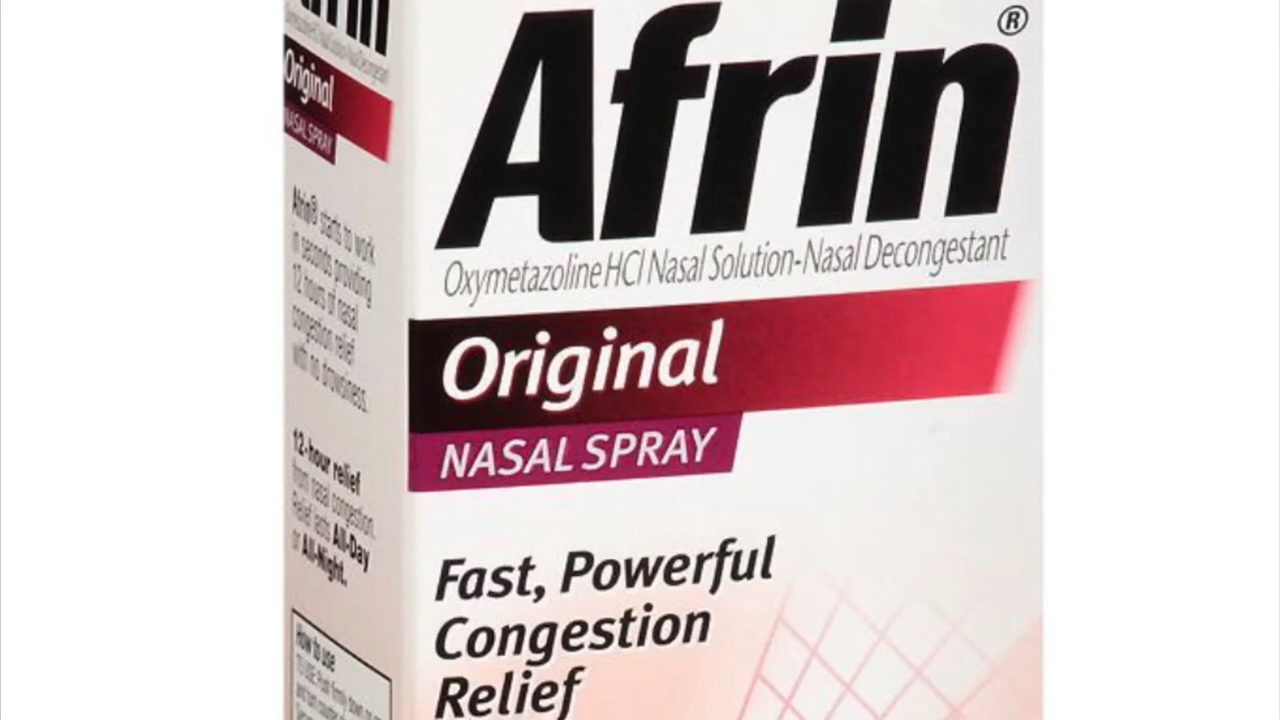 Afrin®
Oxymetazoline HCl Nasal Solution-Nasal Decongestant
Original
NASAL SPRAY
Fast, Powerful
Congestion
Relief
Original
NASAL SPRAY
Afrin® starts to work
in seconds providing
12 hours of nasal
congestion relief
with no drowsiness.
12-hour relief
from nasal congestion.
Relief lasts All-Day
or All-Night.
How to use